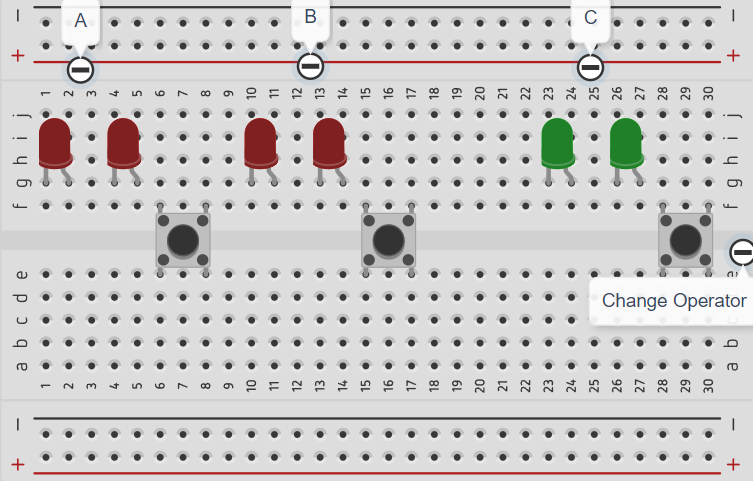 A
B
C
− −
+ +
1 2 3 4 5 6 7 8 9 10 11 12 13 14 15 16 17 18 19 20 21 22 23 24 25 26 27 28 29 30
j j
i i
h h
g g
f f
e e
d
Change Operator
c
b b
a a
1 2 3 4 5 6 7 8 9 10 11 12 13 14 15 16 17 18 19 20 21 22 23 24 25 26 27 28 29 30
− −
+ +